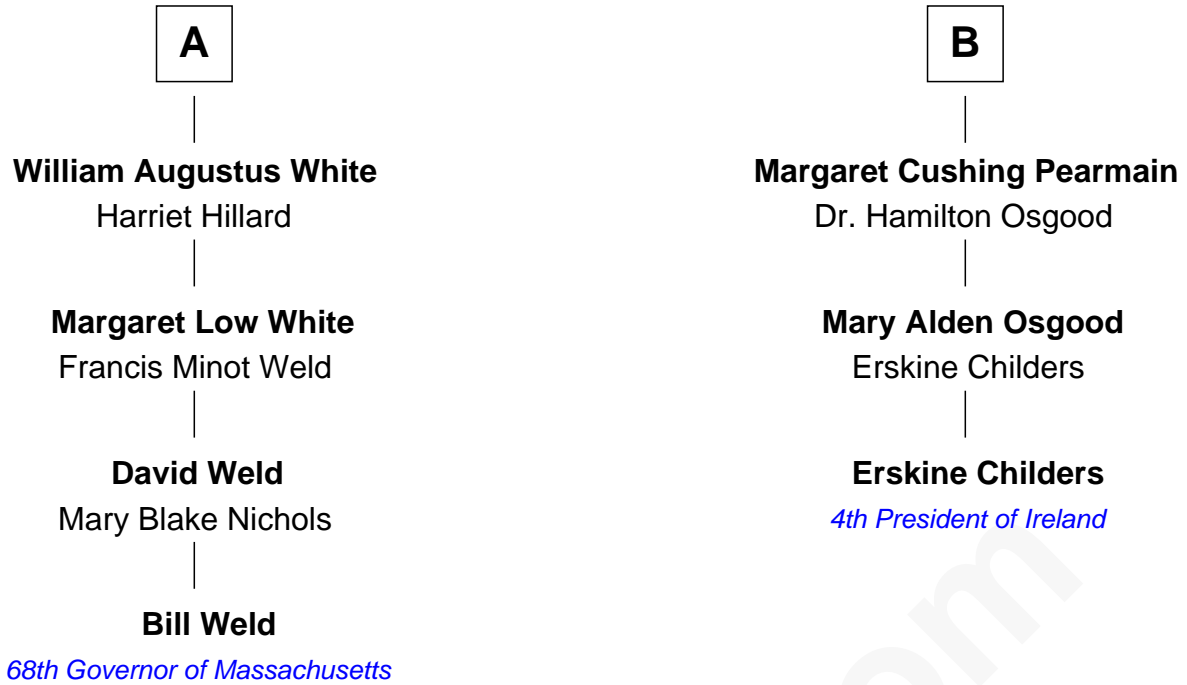 A
William Augustus White
Harriet Hillard
Margaret Low White
Francis Minot Weld
David Weld
Mary Blake Nichols
Bill Weld
68th Governor of Massachusetts
B
Margaret Cushing Pearmain
Dr. Hamilton Osgood
Mary Alden Osgood
Erskine Childers
Erskine Childers
4th President of Ireland